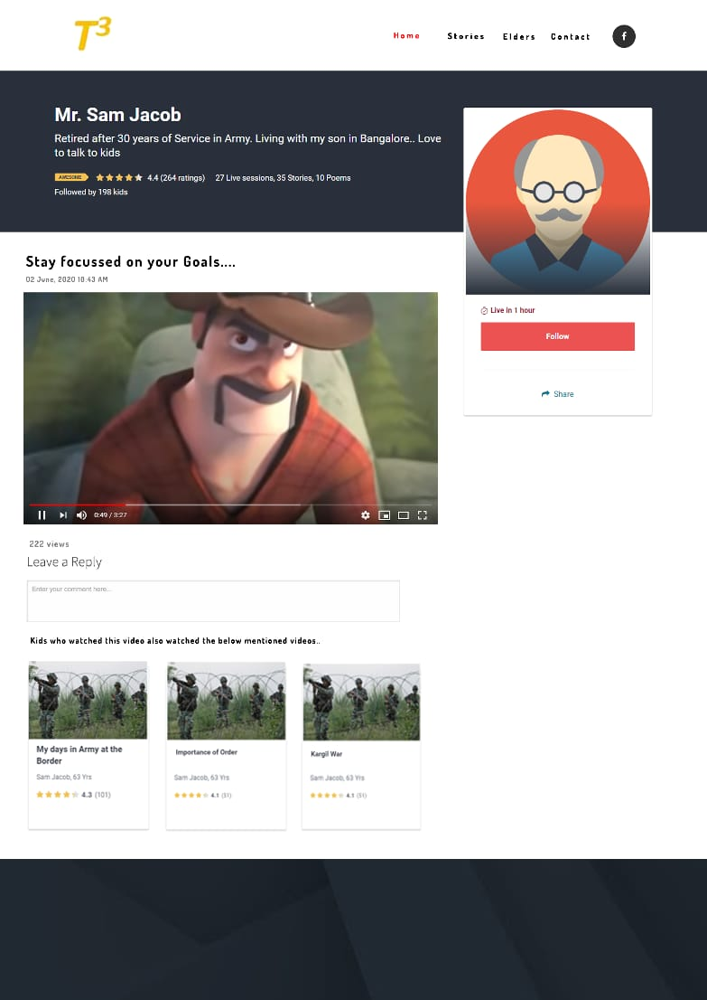 T3
Home Stories Elders Contact f
Mr. Sam Jacob
Retired after 30 years of Service in Army. Living with my son in Bangalore.. Love
to talk to kids
AWESOME 4.4 (264 ratings) 27 Live sessions, 35 Stories, 10 Poems
Followed by 198 kids
Live in 1 hour
Follow
Share
Stay focussed on your Goals....
02 June, 2020 10:43 AM
0:49 / 3:27
222 views
Leave a Reply
Enter your comment here...
Kids who watched this video also watched the below mentioned videos..
My days in Army at the
Border
Sam Jacob, 63 Yrs
4.3 (101)
Importance of Order
Sam Jacob, 63 Yrs
4.1 (51)
Kargil War
Sam Jacob, 63 Yrs
4.1 (51)